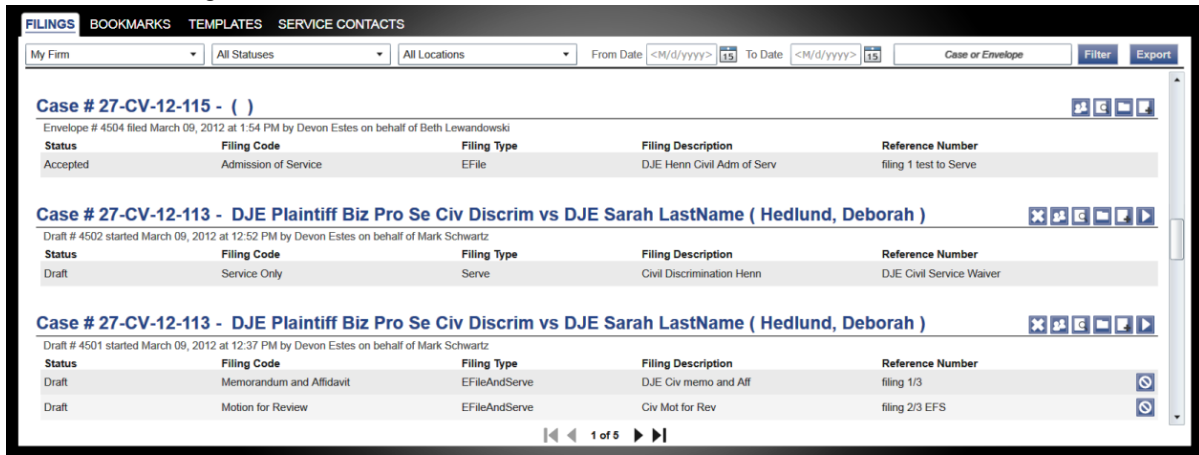 FILINGS BOOKMARKS TEMPLATES SERVICE CONTACTS
My Firm All Statuses All Locations From Date <M/d/yyyy> 15 To Date <M/d/yyyy> 15 Case or Envelope Filter Export
Case # 27-CV-12-115 - ( )
Envelope # 4504 filed March 09, 2012 at 1:54 PM by Devon Estes on behalf of Beth Lewandowski
Status Filing Code Filing Type Filing Description Reference Number
Accepted Admission of Service EFile DJE Henn Civil Adm of Serv filing 1 test to Serve
Case # 27-CV-12-113 - DJE Plaintiff Biz Pro Se Civ Discrim vs DJE Sarah LastName ( Hedlund, Deborah )
Draft # 4502 started March 09, 2012 at 12:52 PM by Devon Estes on behalf of Mark Schwartz
Status Filing Code Filing Type Filing Description Reference Number
Draft Service Only Serve Civil Discrimination Henn DJE Civil Service Waiver
Case # 27-CV-12-113 - DJE Plaintiff Biz Pro Se Civ Discrim vs DJE Sarah LastName ( Hedlund, Deborah )
Draft # 4501 started March 09, 2012 at 12:37 PM by Devon Estes on behalf of Mark Schwartz
Status Filing Code Filing Type Filing Description Reference Number
Draft Memorandum and Affidavit EFileAndServe DJE Civ memo and Aff filing 1/3
Draft Motion for Review EFileAndServe Civ Mot for Rev filing 2/3 EFS
1 of 5